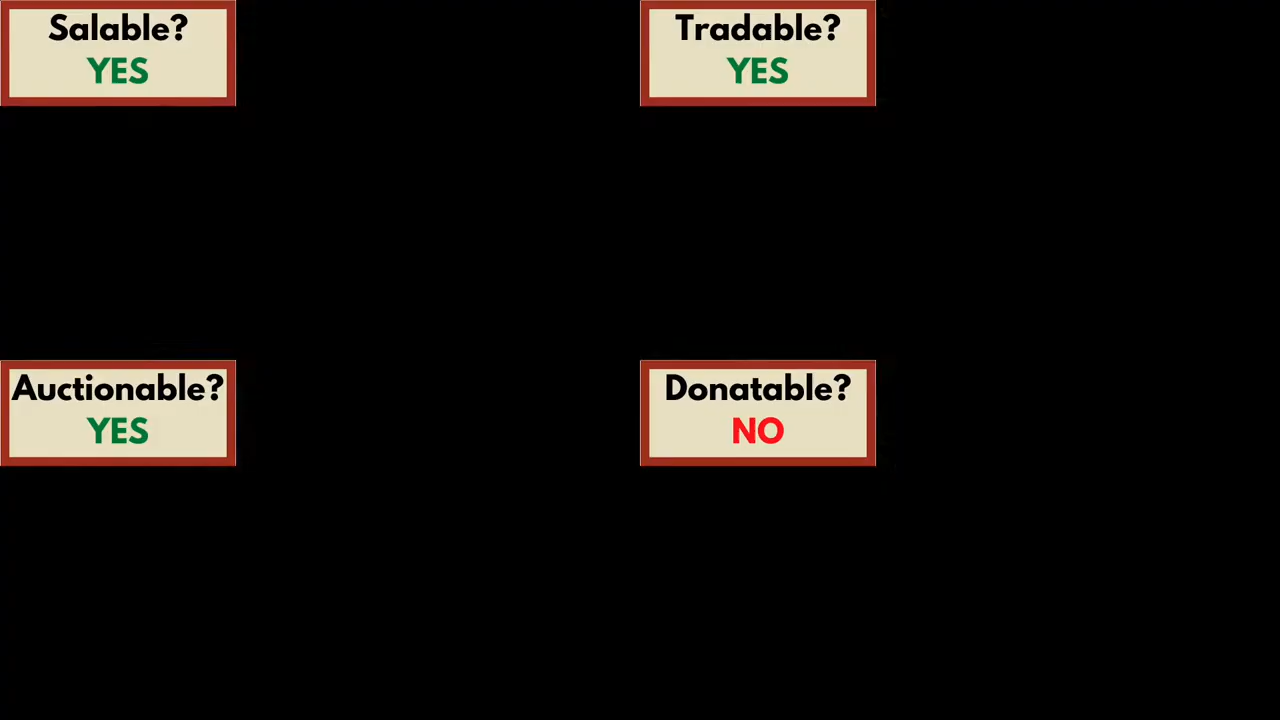 Salable?
YES
Tradable?
YES
Auctionable?
YES
Donatable?
NO